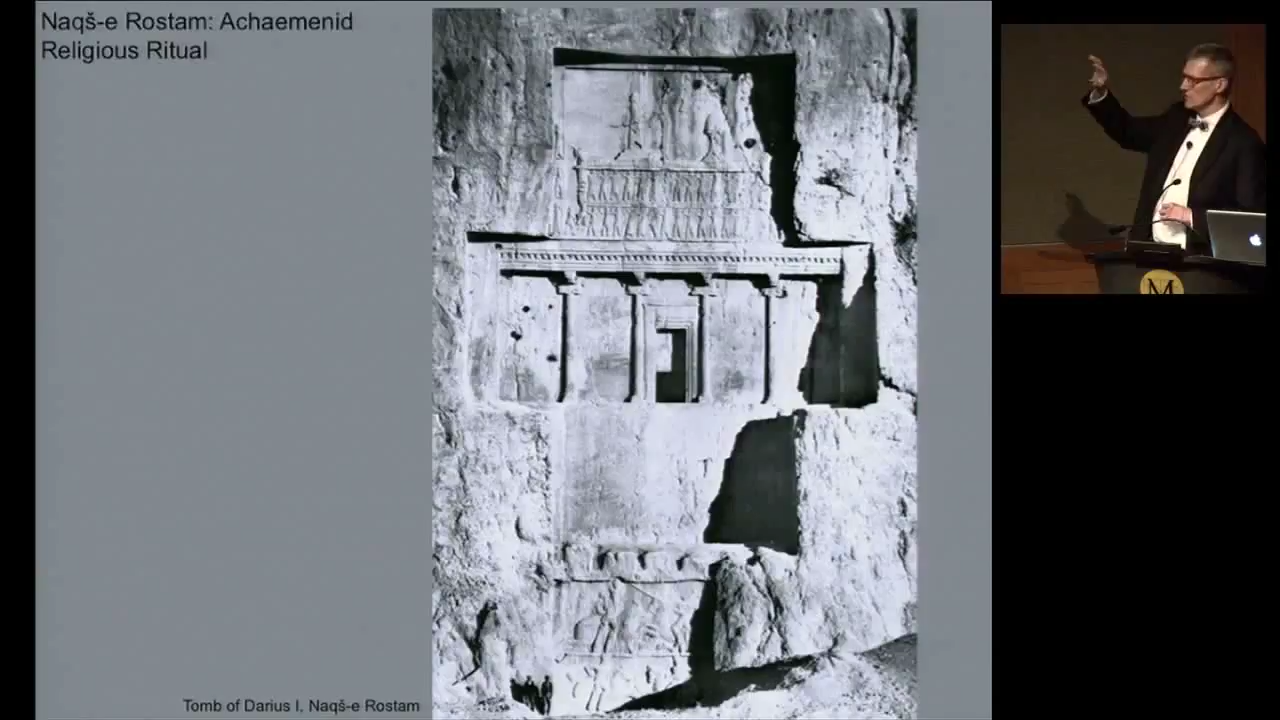 Naqš-e Rostam: Achaemenid
Religious Ritual
Tomb of Darius I, Naqš-e Rostam
M